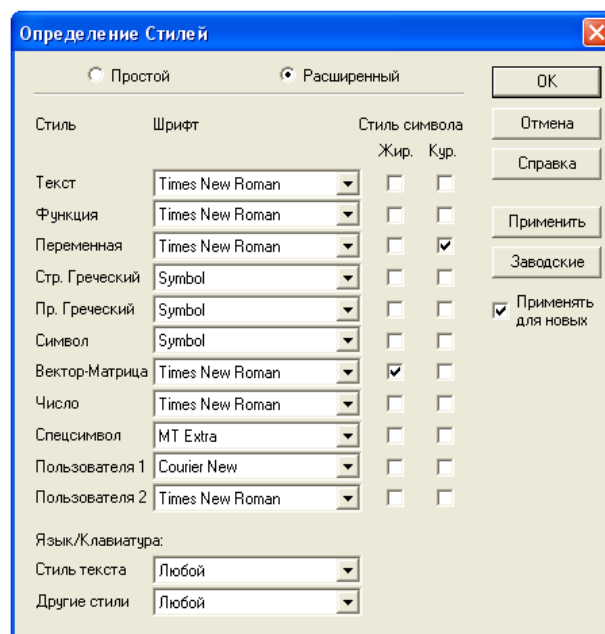 Определение Стилей
Простой Расширенный
Стиль Шрифт Стиль символа
Жир. Кур.
Текст Times New Roman
Функция Times New Roman
Переменная Times New Roman
Стр. Греческий Symbol
Пр. Греческий Symbol
Символ Symbol
Вектор-Матрица Times New Roman
Число Times New Roman
Спецсимвол MT Extra
Пользователя 1 Courier New
Пользователя 2 Times New Roman
Язык/Клавиатура:
Стиль текста Любой
Другие стили Любой
OK
Отмена
Справка
Применить
Заводские
Применять
для новых